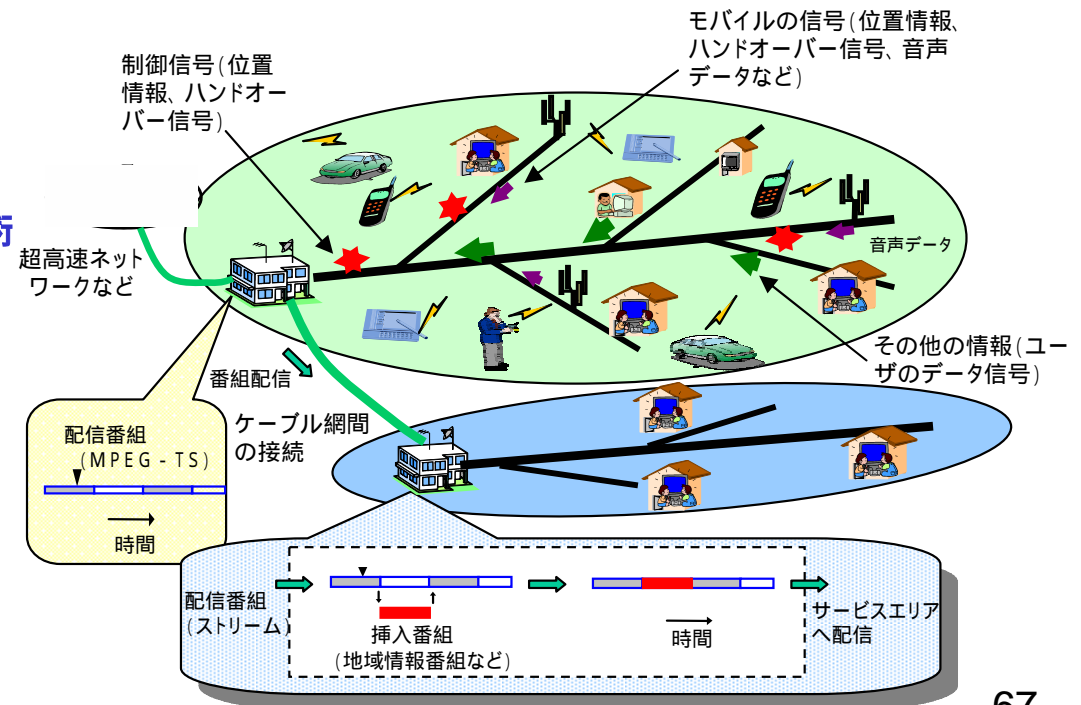 モバイルの信号(位置情報、
ハンドオーバー信号、音声
データなど)
制御信号(位置
情報、ハンドオー
バー信号)
術
超高速ネット
ワークなど
音声データ
その他の情報(ユー
ザのデータ信号)
番組配信
ケーブル網間
の接続
配信番組
(MPEG-TS)
時間
配信番組
(ストリーム)
挿入番組
(地域情報番組など)
時間
サービスエリア
へ配信
67